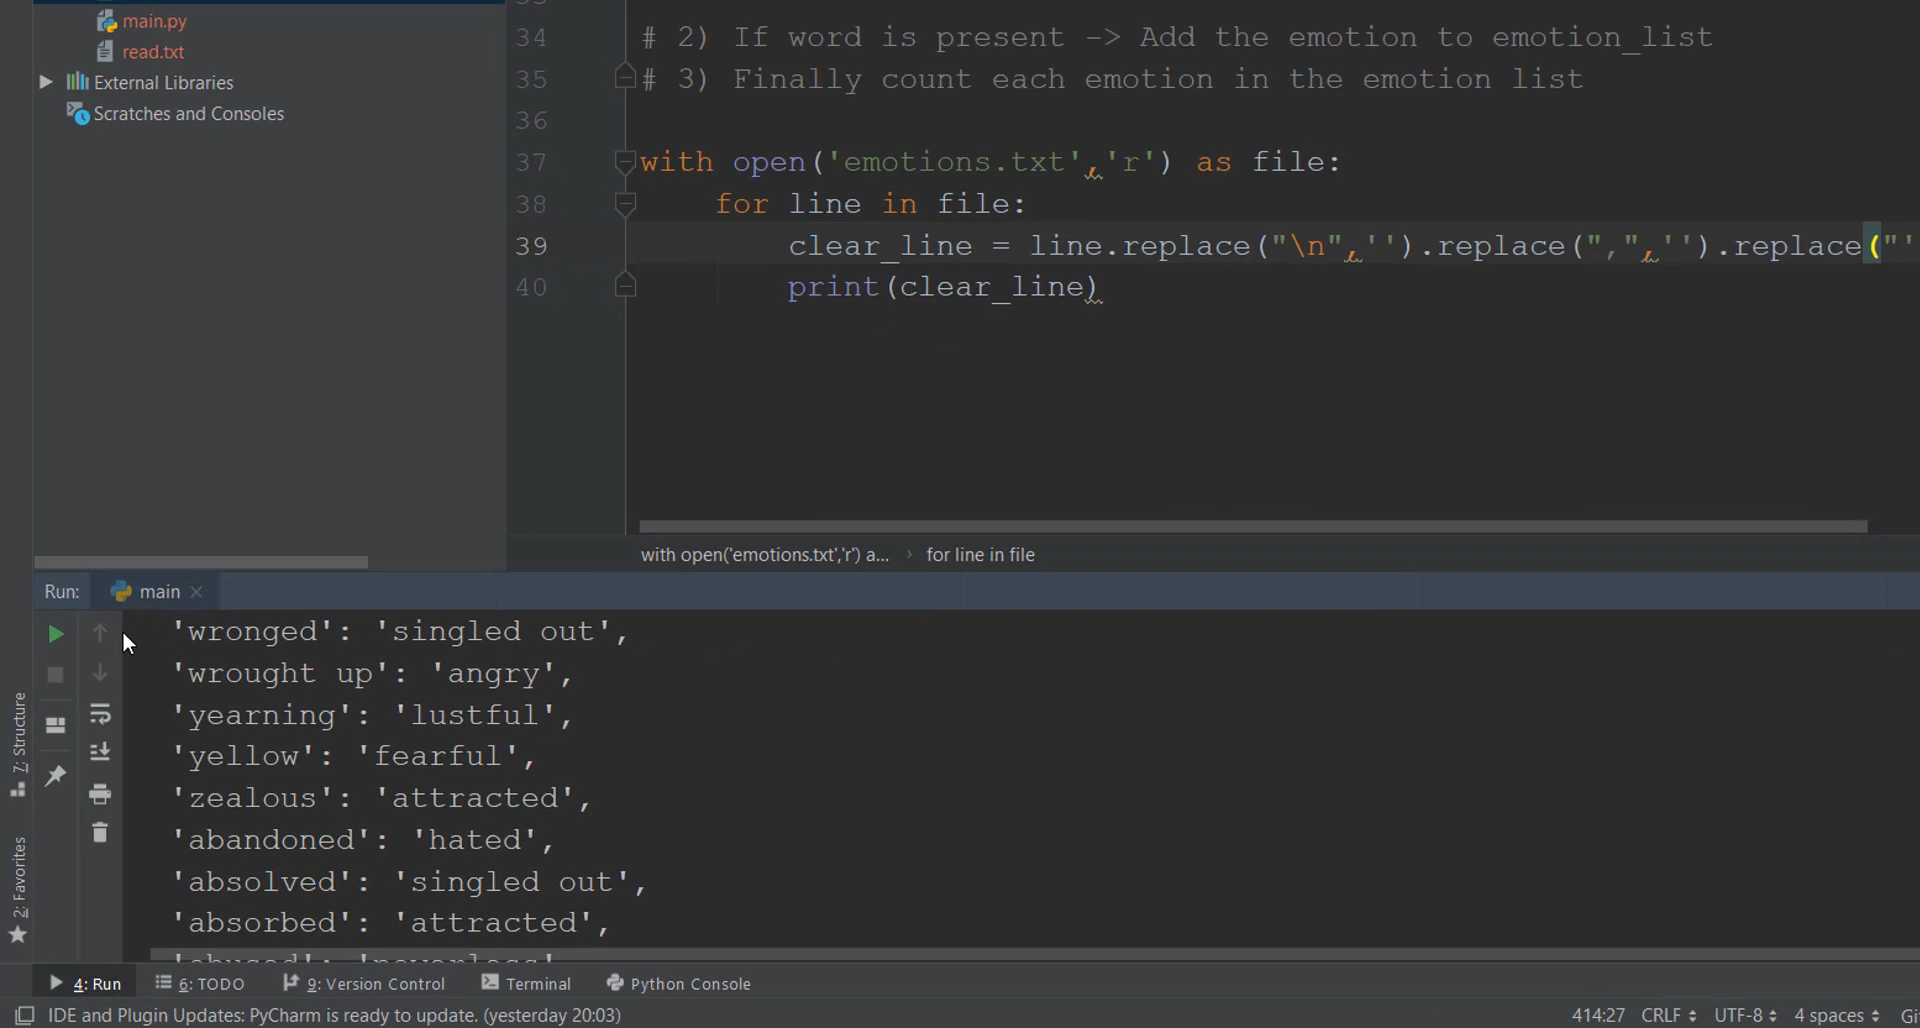 main.py
read.txt
External Libraries
Scratches and Consoles
34 # 2) If word is present -> Add the emotion to emotion_list
35 # 3) Finally count each emotion in the emotion list
36
37 with open('emotions.txt','r') as file:
38 for line in file:
39 clear_line = line.replace("\n",'').replace(",",'').replace("'
40 print(clear_line)
with open('emotions.txt','r') a... › for line in file
Run: main
'wronged': 'singled out',
'wrought up': 'angry',
'yearning': 'lustful',
'yellow': 'fearful',
'zealous': 'attracted',
'abandoned': 'hated',
'absolved': 'singled out',
'absorbed': 'attracted',
7: Structure
2: Favorites
4: Run 6: TODO 9: Version Control Terminal Python Console
IDE and Plugin Updates: PyCharm is ready to update. (yesterday 20:03) 414:27 CRLF UTF-8 4 spaces